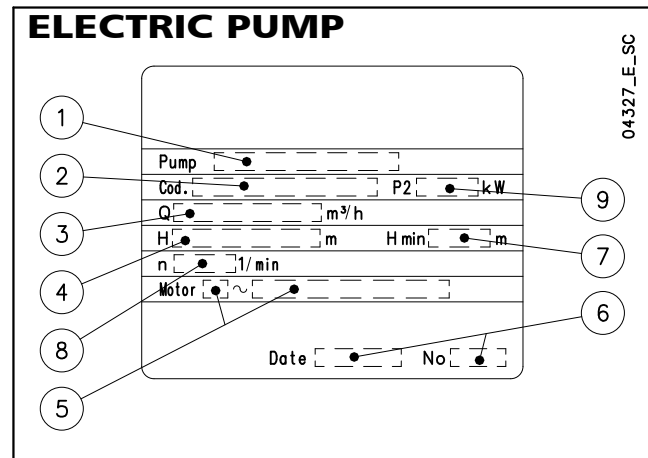 ELECTRIC PUMP
04327_E_SC
1
Pump
2
Cod. P2 kW
9
3
Q m³/h
H m H min m
7
4
n 1/min
Motor ~
8
6
Date No
5